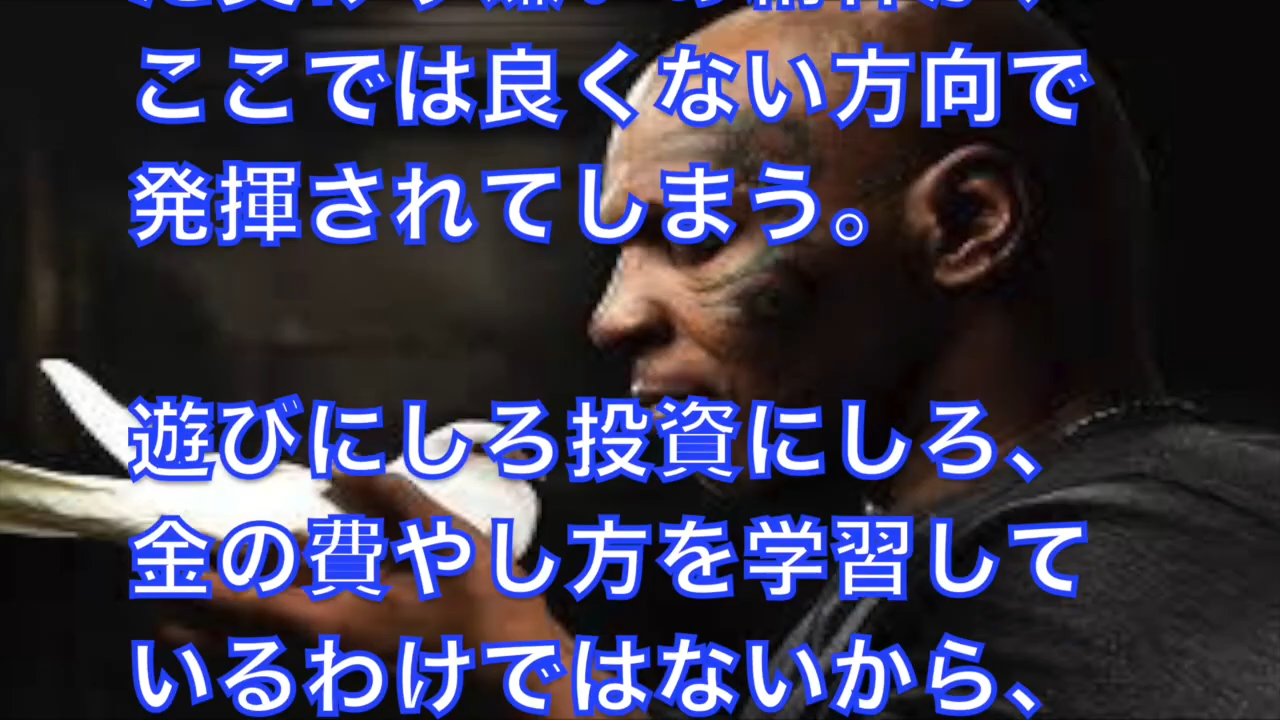 ここでは良くない方向で
発揮されてしまう。
遊びにしろ投資にしろ、
金の費やし方を学習して
いるわけではないから、